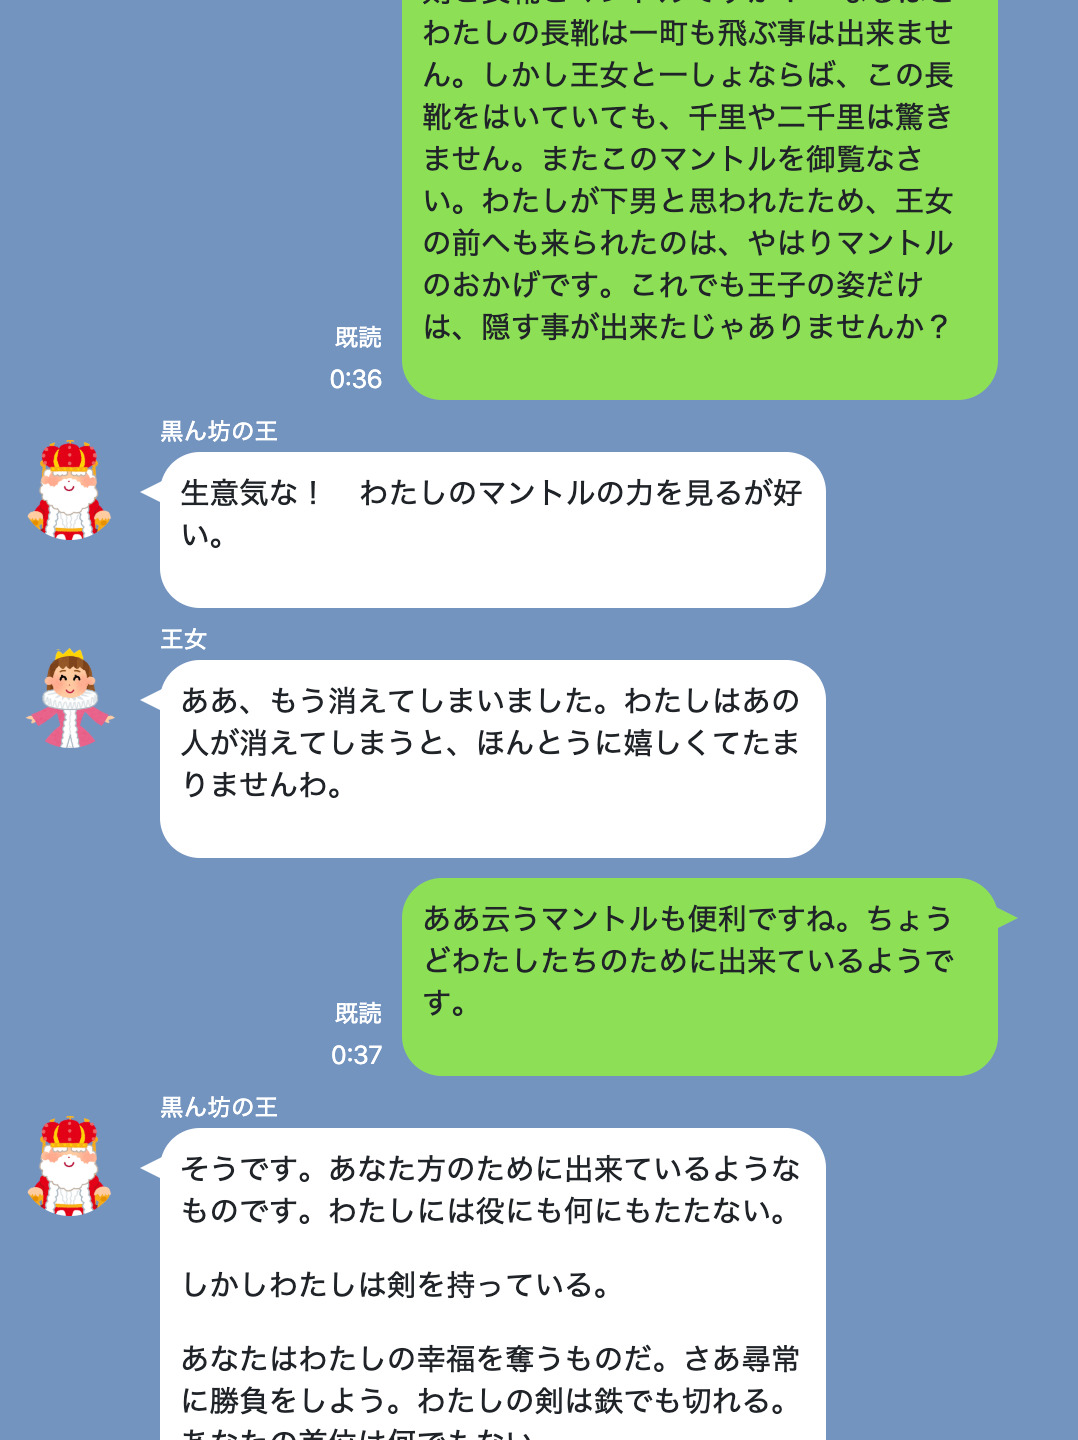 わたしの長靴は一町も飛ぶ事は出来ませ
ん。しかし王女と一しょならば、この長
靴をはいていても、千里や二千里は驚き
ません。またこのマントルを御覧なさ
い。わたしが下男と思われたため、王女
の前へも来られたのは、やはりマントル
のおかげです。これでも王子の姿だけ
は、隠す事が出来たじゃありませんか？
既読
0:36
黒ん坊の王
生意気な！　わたしのマントルの力を見るが好
い。
王女
ああ、もう消えてしまいました。わたしはあの
人が消えてしまうと、ほんとうに嬉しくてたま
りませんわ。
ああ云うマントルも便利ですね。ちょう
どわたしたちのために出来ているようで
す。
既読
0:37
黒ん坊の王
そうです。あなた方のために出来ているような
ものです。わたしには役にも何にもたたない。
しかしわたしは剣を持っている。
あなたはわたしの幸福を奪うものだ。さあ尋常
に勝負をしよう。わたしの剣は鉄でも切れる。
あなたの首位は何でもない。